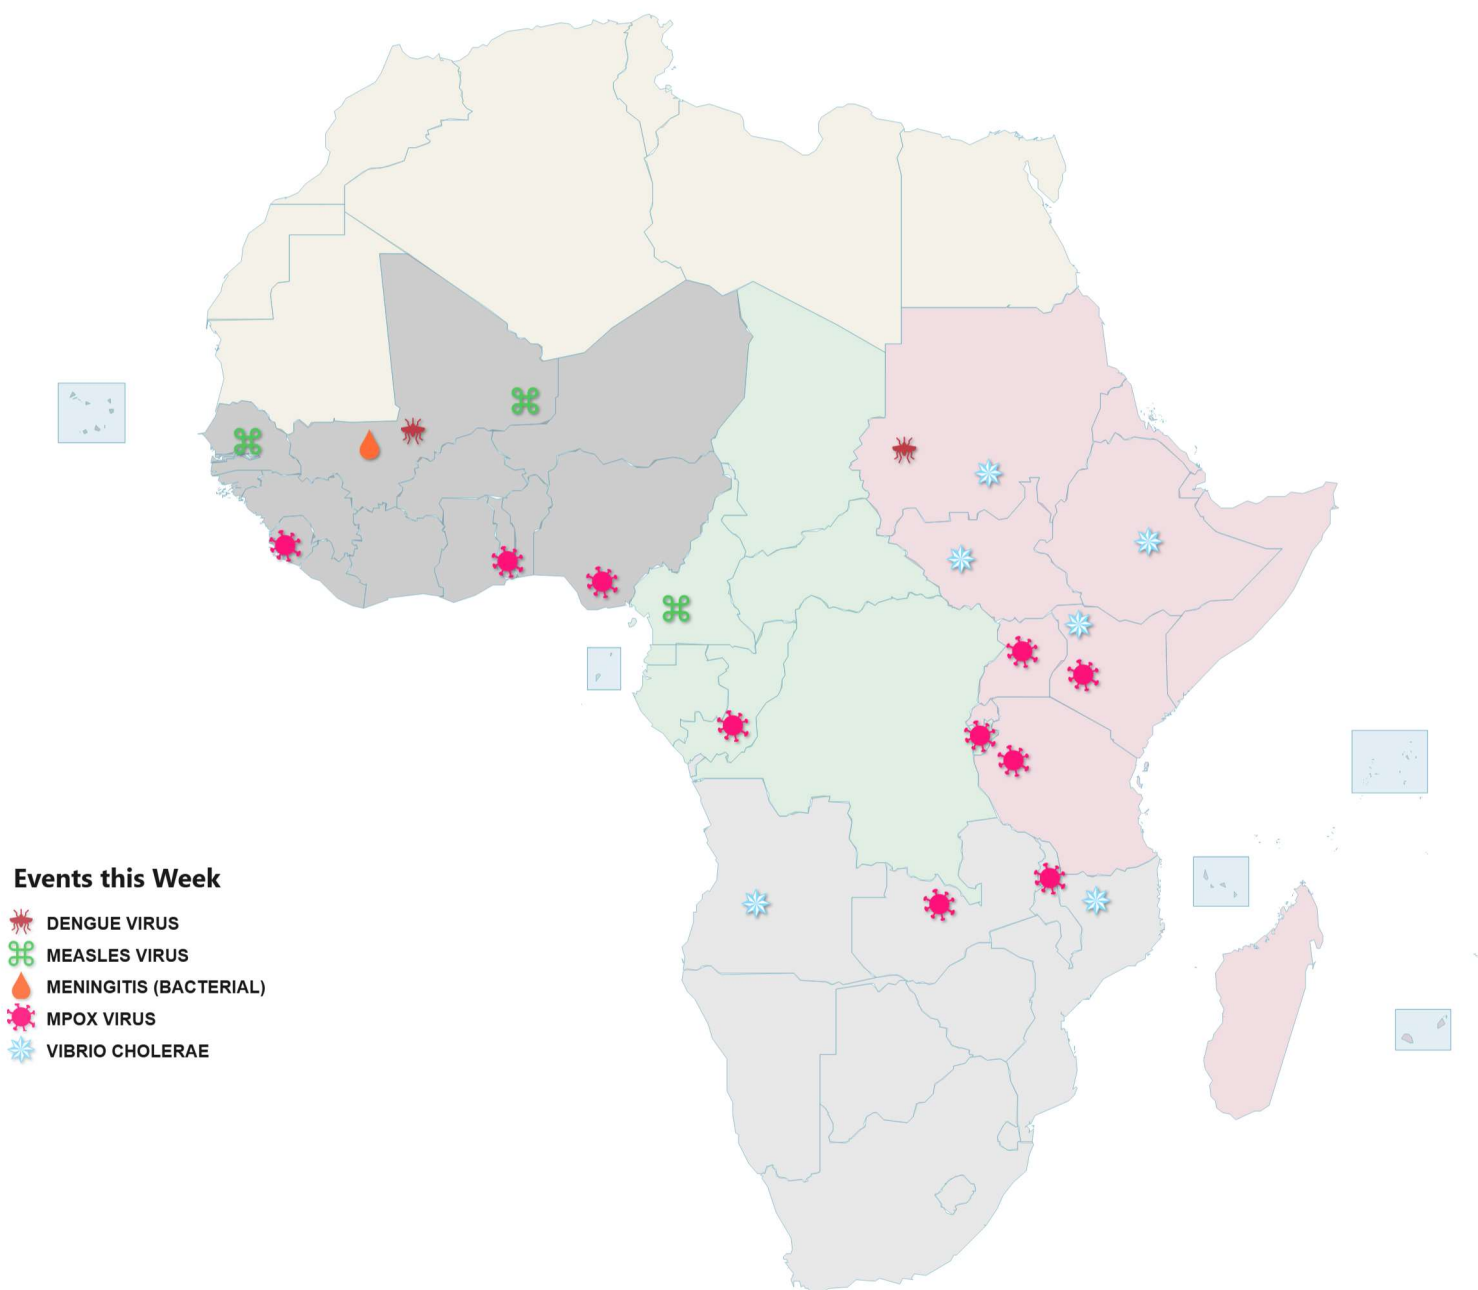 Events this Week
DENGUE VIRUS
MEASLES VIRUS
MENINGITIS (BACTERIAL)
MPOX VIRUS
VIBRIO CHOLERAE